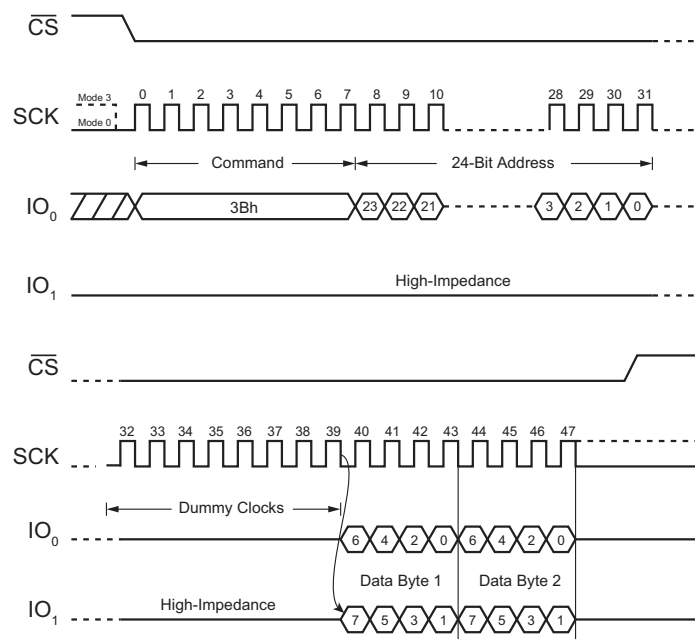 CS
Mode 3
0 1 2 3 4 5 6 7 8 9 10 28 29 30 31
SCK
Mode 0
Command 24-Bit Address
IO0 3Bh 23 22 21 3 2 1 0
High-Impedance
IO1
CS
32 33 34 35 36 37 38 39 40 41 42 43 44 45 46 47
SCK
Dummy Clocks
IO0 6 4 2 0 6 4 2 0
Data Byte 1 Data Byte 2
High-Impedance
IO1 7 5 3 1 7 5 3 1